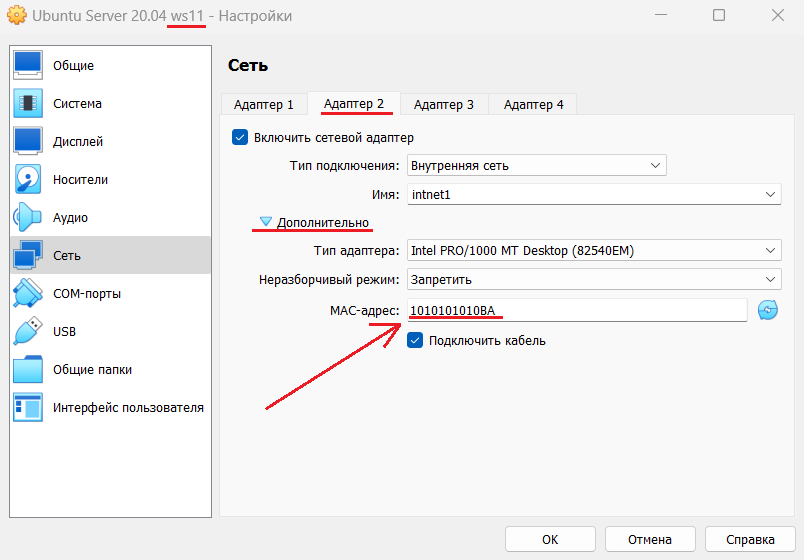 Ubuntu Server 20.04 ws11 - Настройки
Общие
Система
Дисплей
Носители
Аудио
Сеть
COM-порты
USB
Общие папки
Интерфейс пользователя
Сеть
Адаптер 1 Адаптер 2 Адаптер 3 Адаптер 4
Включить сетевой адаптер
Тип подключения: Внутренняя сеть
Имя: intnet1
Дополнительно
Тип адаптера: Intel PRO/1000 MT Desktop (82540EM)
Неразборчивый режим: Запретить
MAC-адрес: 1010101010BA
Подключить кабель
OK Отмена Справка